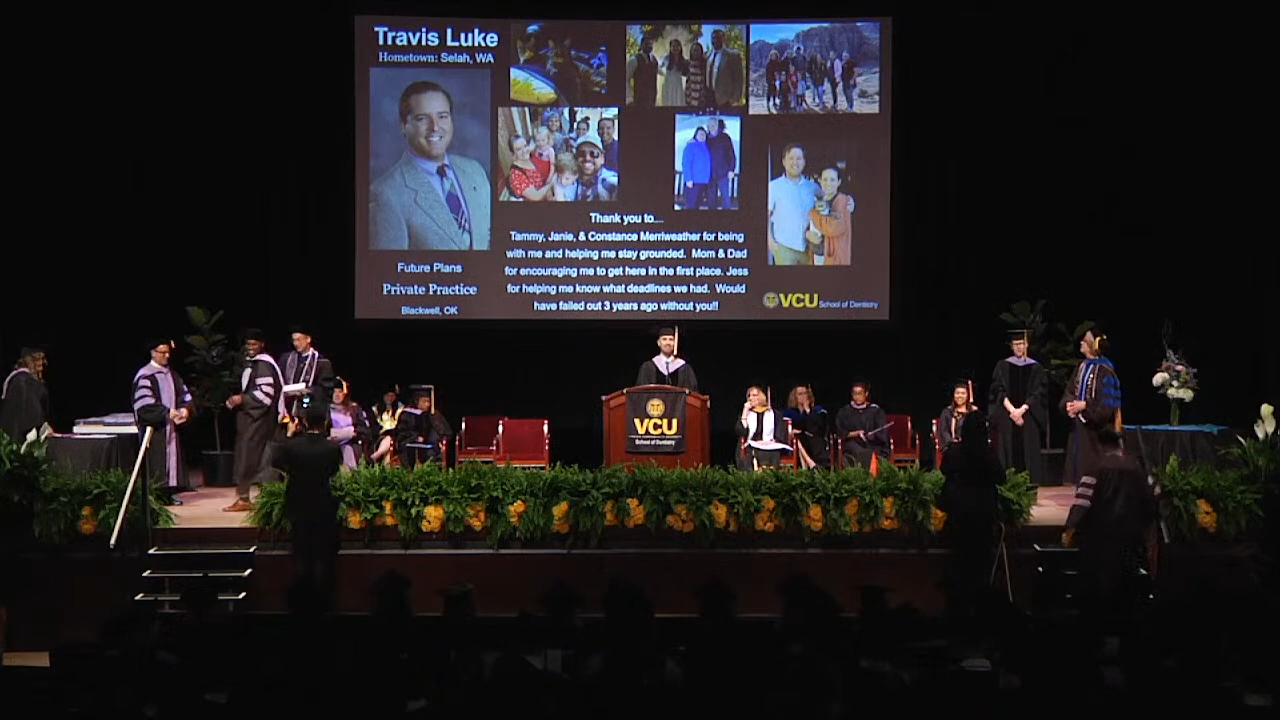 Travis Luke
Hometown: Selah, WA
Thank you to....
Tammy, Janie, & Constance Merriweather for being
with me and helping me stay grounded. Mom & Dad
for encouraging me to get here in the first place. Jess
for helping me know what deadlines we had. Would
have failed out 3 years ago without you!!
Future Plans
Private Practice
Blackwell, OK
VCU School of Dentistry
VCU
School of Dentistry